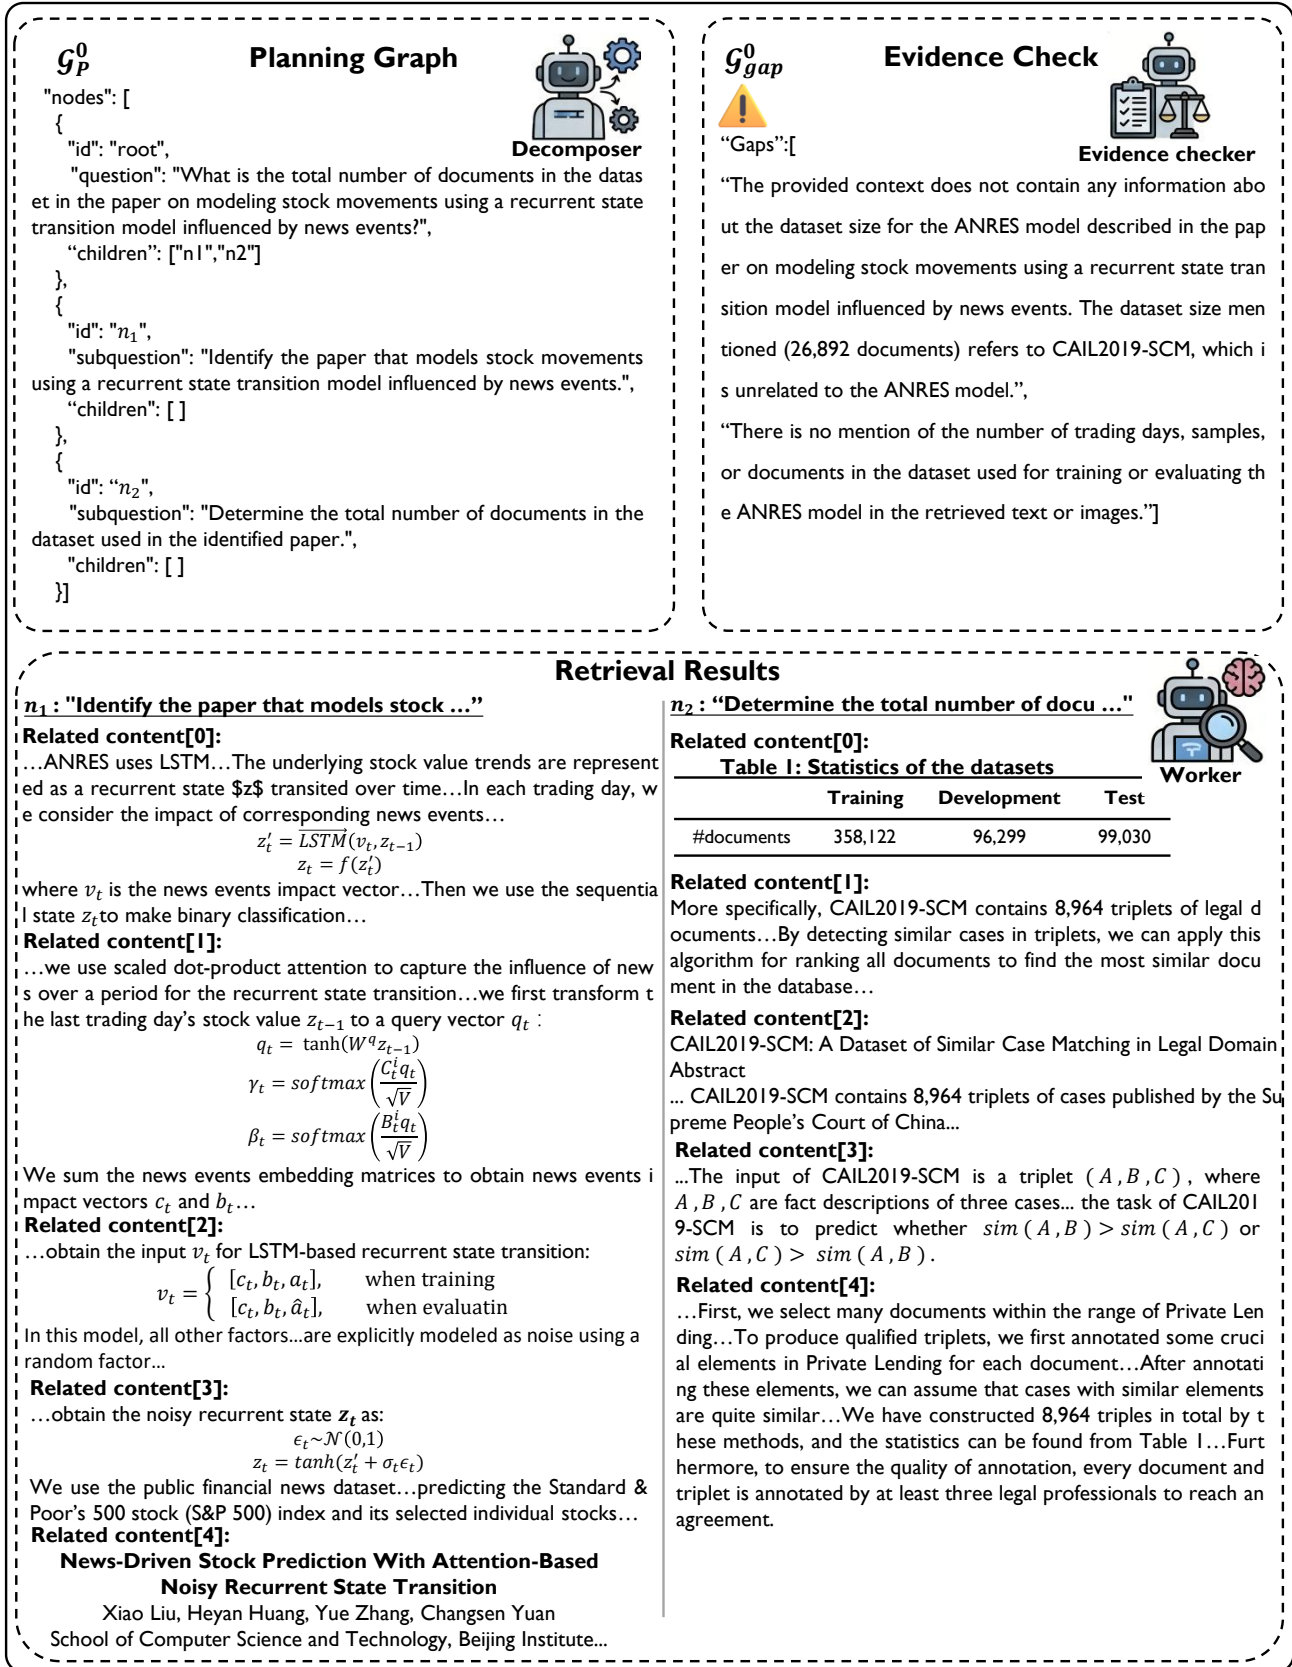 𝒢_P^0
Planning Graph
Decomposer
"nodes": [
{
"id": "root",
"question": "What is the total number of documents in the datas
et in the paper on modeling stock movements using a recurrent state
transition model influenced by news events?",
“children”: ["n1","n2"]
},
{
"id": "n₁",
"subquestion": "Identify the paper that models stock movements
using a recurrent state transition model influenced by news events.",
“children": [ ]
},
{
"id": “n₂",
"subquestion": "Determine the total number of documents in the
dataset used in the identified paper.",
"children": [ ]
}]
𝒢_gap^0
Evidence Check
Evidence checker
“Gaps”:[
“The provided context does not contain any information abo
ut the dataset size for the ANRES model described in the pap
er on modeling stock movements using a recurrent state tran
sition model influenced by news events. The dataset size men
tioned (26,892 documents) refers to CAIL2019-SCM, which i
s unrelated to the ANRES model.”,
“There is no mention of the number of trading days, samples,
or documents in the dataset used for training or evaluating th
e ANRES model in the retrieved text or images.”]
Retrieval Results
Worker
n₁ : "Identify the paper that models stock …”
Related content[0]:
…ANRES uses LSTM…The underlying stock value trends are represent
ed as a recurrent state $z$ transited over time…In each trading day, w
e consider the impact of corresponding news events…
z′_t = \overrightarrow{LSTM}(v_t, z_{t−1})
z_t = f(z′_t)
where v_t is the news events impact vector…Then we use the sequentia
l state z_t to make binary classification…
Related content[1]:
…we use scaled dot-product attention to capture the influence of new
s over a period for the recurrent state transition…we first transform t
he last trading day’s stock value z_{t−1} to a query vector q_t :
q_t = tanh(W^q z_{t−1})
γ_t = softmax(C_t^i q_t / √V)
β_t = softmax(B_t^i q_t / √V)
We sum the news events embedding matrices to obtain news events i
mpact vectors c_t and b_t…
Related content[2]:
…obtain the input v_t for LSTM-based recurrent state transition:
v_t = { [c_t, b_t, a_t], when training
[c_t, b_t, â_t], when evaluatin
In this model, all other factors…are explicitly modeled as noise using a
random factor…
Related content[3]:
…obtain the noisy recurrent state z_t as:
ϵ_t~𝒩(0,1)
z_t = tanh(z′_t + σ_t ϵ_t)
We use the public financial news dataset…predicting the Standard &
Poor’s 500 stock (S&P 500) index and its selected individual stocks…
Related content[4]:
News-Driven Stock Prediction With Attention-Based
Noisy Recurrent State Transition
Xiao Liu, Heyan Huang, Yue Zhang, Changsen Yuan
School of Computer Science and Technology, Beijing Institute...
n₂ : “Determine the total number of docu …"
Related content[0]:
Table 1: Statistics of the datasets
Training Development Test
#documents 358,122 96,299 99,030
Related content[1]:
More specifically, CAIL2019-SCM contains 8,964 triplets of legal d
ocuments…By detecting similar cases in triplets, we can apply this
algorithm for ranking all documents to find the most similar docu
ment in the database…
Related content[2]:
CAIL2019-SCM: A Dataset of Similar Case Matching in Legal Domain
Abstract
... CAIL2019-SCM contains 8,964 triplets of cases published by the Su
preme People’s Court of China...
Related content[3]:
...The input of CAIL2019-SCM is a triplet (A,B,C), where
A,B,C are fact descriptions of three cases... the task of CAIL201
9-SCM is to predict whether sim(A,B) > sim(A,C) or
sim(A,C) > sim(A,B).
Related content[4]:
…First, we select many documents within the range of Private Len
ding…To produce qualified triplets, we first annotated some cruci
al elements in Private Lending for each document…After annotati
ng these elements, we can assume that cases with similar elements
are quite similar…We have constructed 8,964 triples in total by t
hese methods, and the statistics can be found from Table 1…Furt
hermore, to ensure the quality of annotation, every document and
triplet is annotated by at least three legal professionals to reach an
agreement.